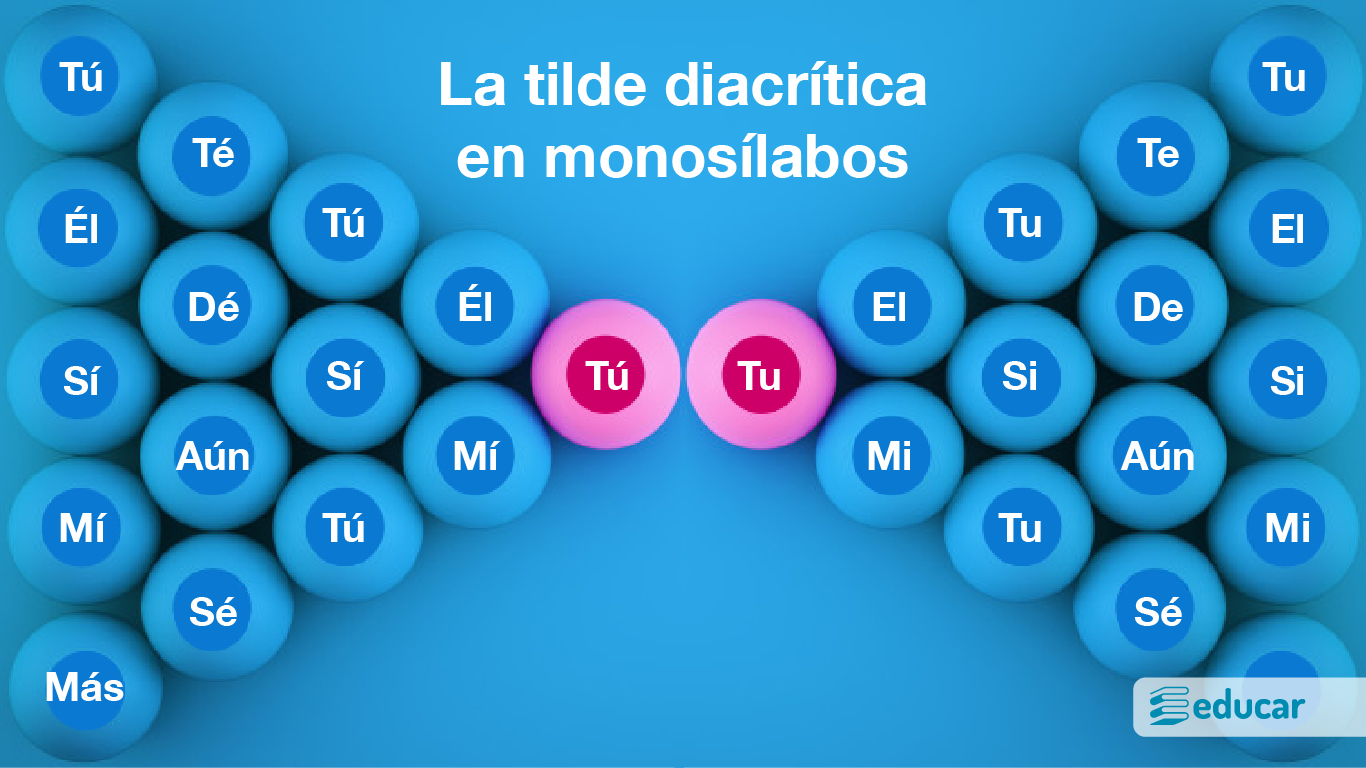 La tilde diacrítica
en monosílabos
Tú
Él
Sí
Mí
Más
Té
Dé
Aún
Sé
Tú
Sí
Tú
Él
Mí
Tú
Tu
El
Mi
Tu
Si
Tu
Te
De
Aún
Sé
Tu
El
Si
Mi
educar